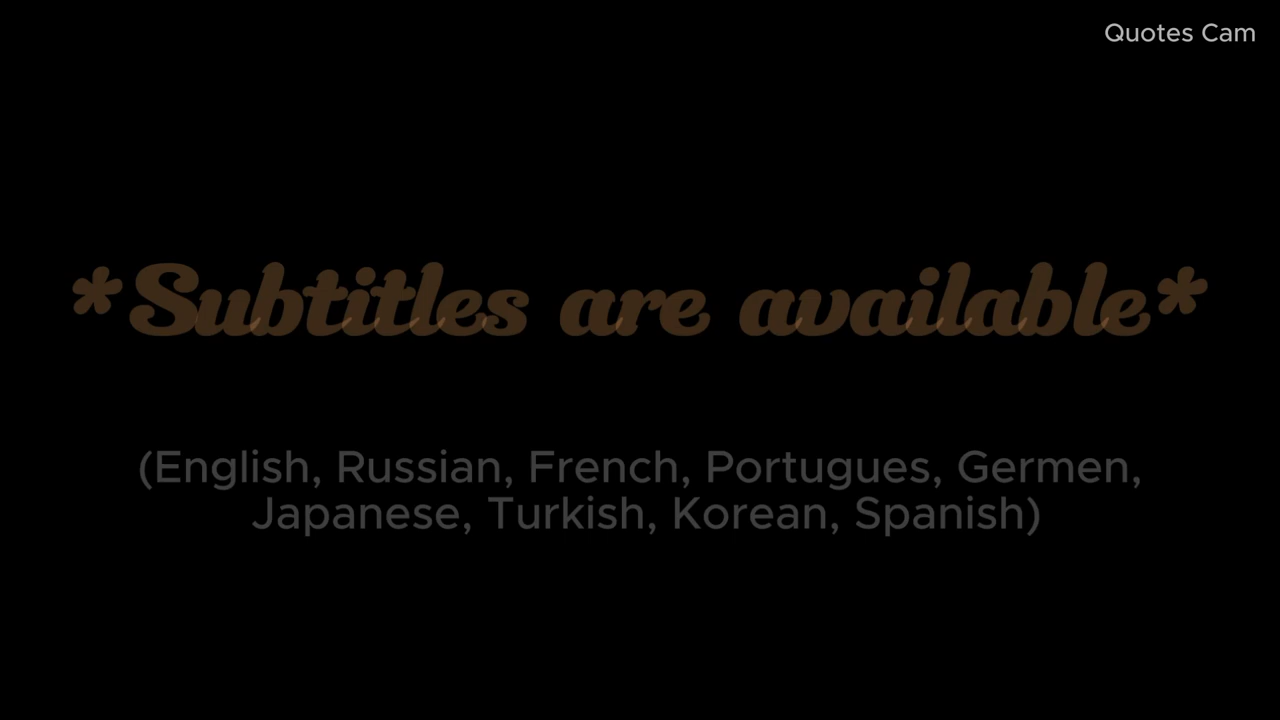 Quotes Cam
*Subtitles are available*
(English, Russian, French, Portugues, Germen,
Japanese, Turkish, Korean, Spanish)